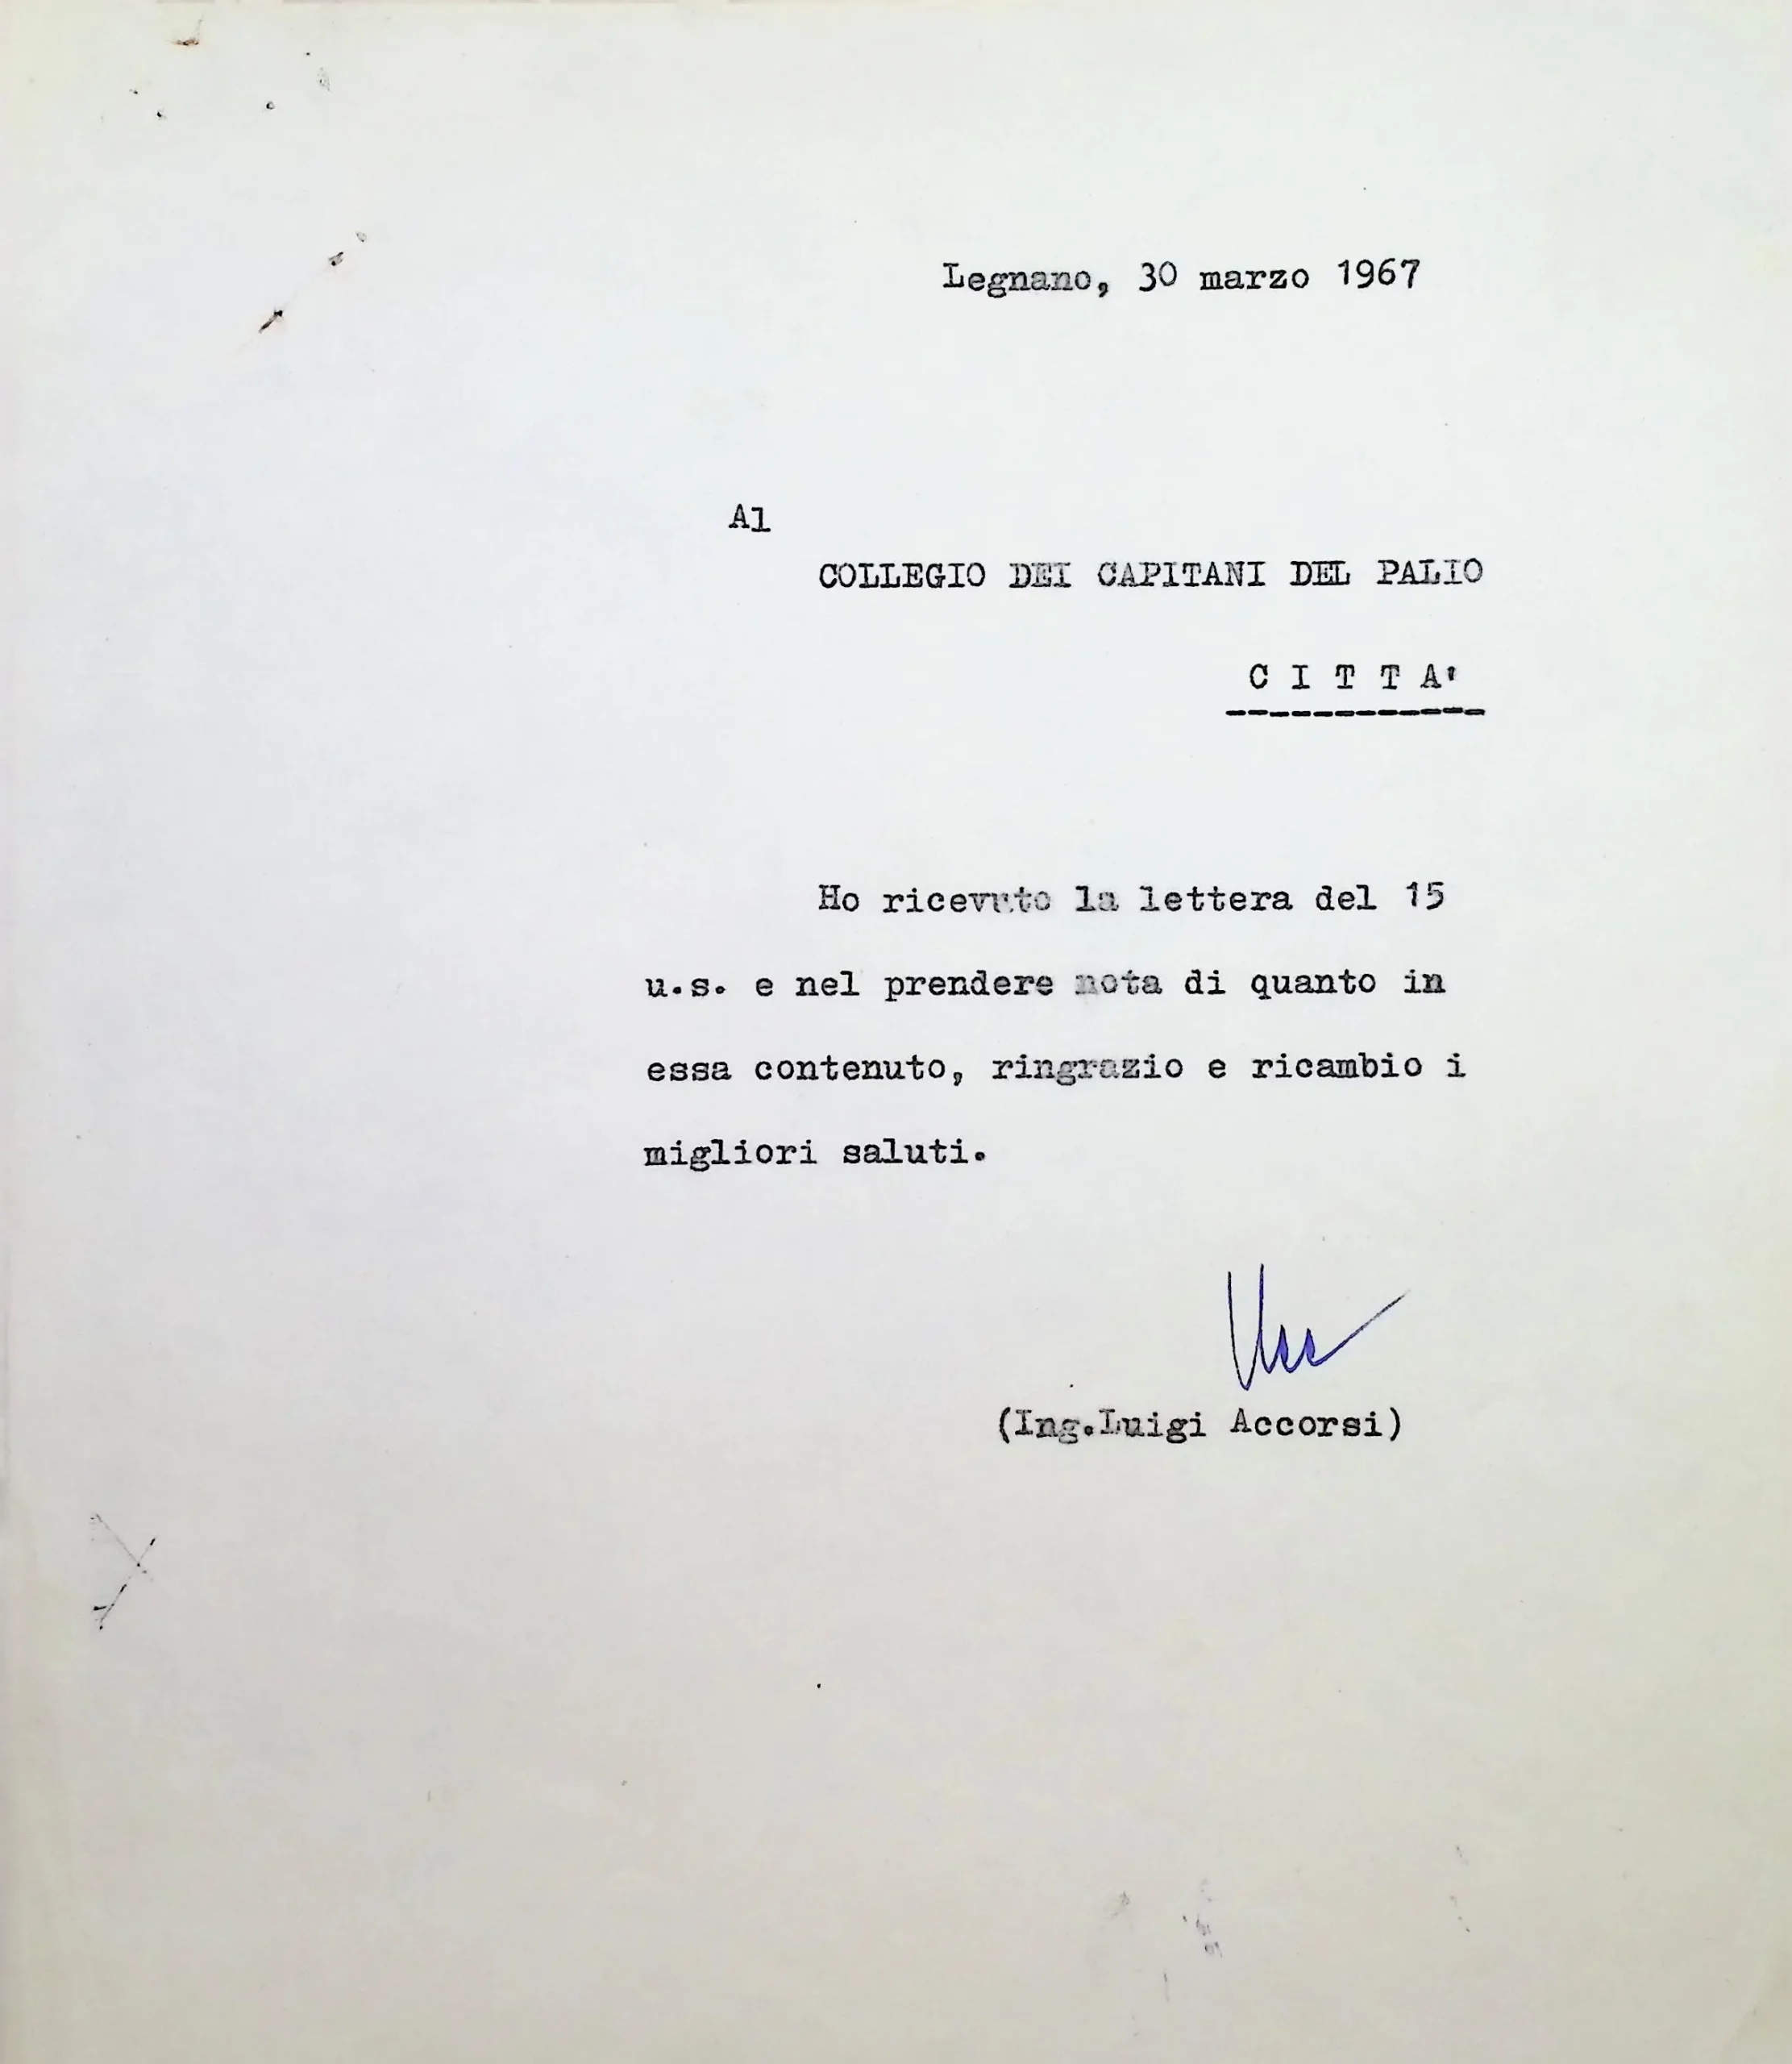 Legnano, 30 marzo 1967
Al
COLLEGIO DEI CAPITANI DEL PALIO
C I T T A'
Ho ricevuto la lettera del 15
u.s. e nel prendere nota di quanto in
essa contenuto, ringrazio e ricambio i
migliori saluti.
(Ing.Luigi Accorsi)